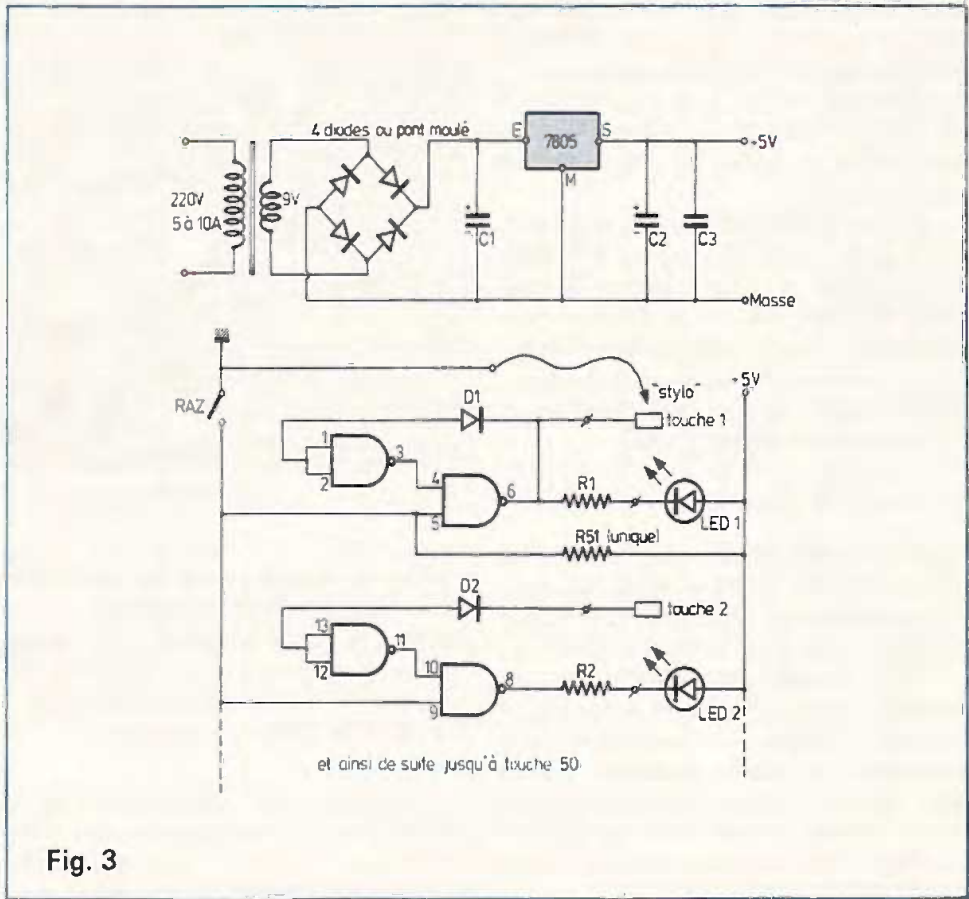 4 diodes ou pont moulé
E
7805
S
+5V
M
220V
5 à 10A
9V
+
C1
+
C2
C3
Masse
RAZ
D1
"stylo"
touche 1
+5V
1
2
3
4
5
6
R1
LED 1
R51 (unique)
D2
touche 2
13
12
11
10
9
8
R2
LED 2
et ainsi de suite jusqu'à touche 50
Fig. 3